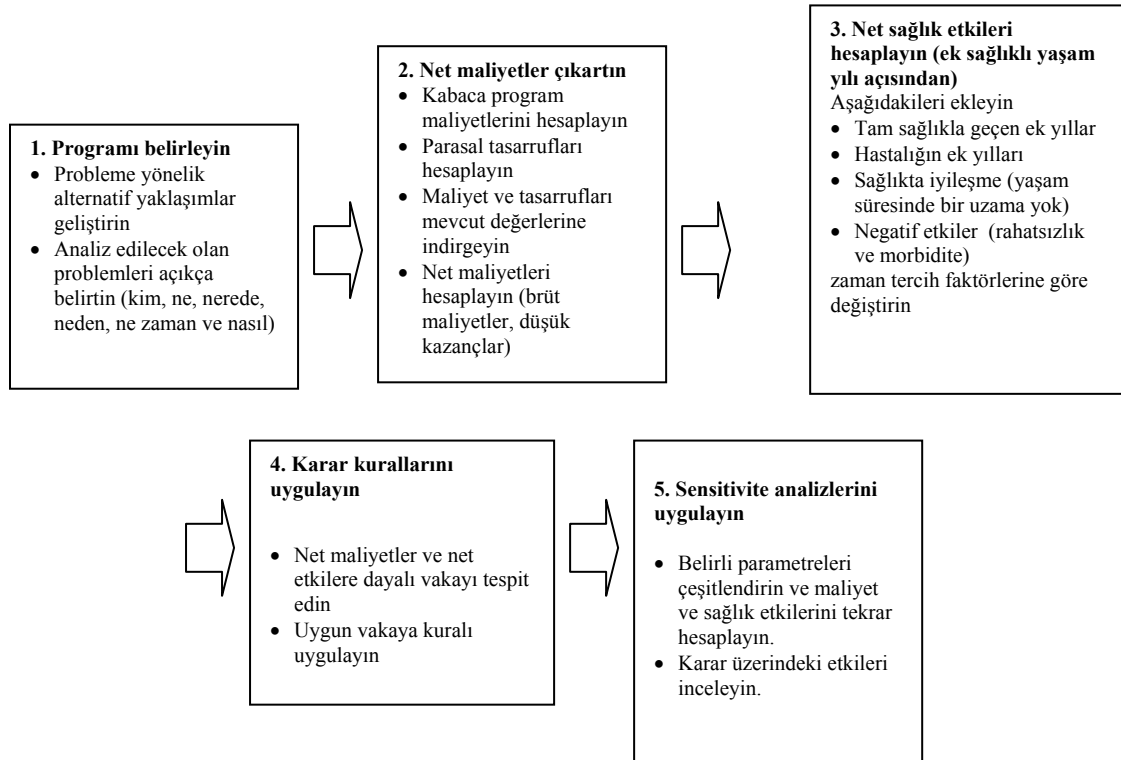 1. Programı belirleyin
• Probleme yönelik
alternatif yaklaşımlar
geliştirin
• Analiz edilecek olan
problemleri açıkça
belirtin (kim, ne, nerede,
neden, ne zaman ve nasıl)
2. Net maliyetler çıkartın
• Kabaca program
maliyetlerini hesaplayın
• Parasal tasarrufları
hesaplayın
• Maliyet ve tasarrufları
mevcut değerlerine
indirgeyin
• Net maliyetleri
hesaplayın (brüt
maliyetler, düşük
kazançlar)
3. Net sağlık etkileri
hesaplayın (ek sağlıklı yaşam
yılı açısından)
Aşağıdakileri ekleyin
• Tam sağlıkla geçen ek yıllar
• Hastalığın ek yılları
• Sağlıkta iyileşme (yaşam
süresinde bir uzama yok)
• Negatif etkiler (rahatsızlık
ve morbidite)
zaman tercih faktörlerine göre
değiştirin
4. Karar kurallarını
uygulayın
• Net maliyetler ve net
etkilere dayalı vakayı tespit
edin
• Uygun vakaya kuralı
uygulayın
5. Sensitivite analizlerini
uygulayın
• Belirli parametreleri
çeşitlendirin ve maliyet
ve sağlık etkilerini tekrar
hesaplayın.
• Karar üzerindeki etkileri
inceleyin.